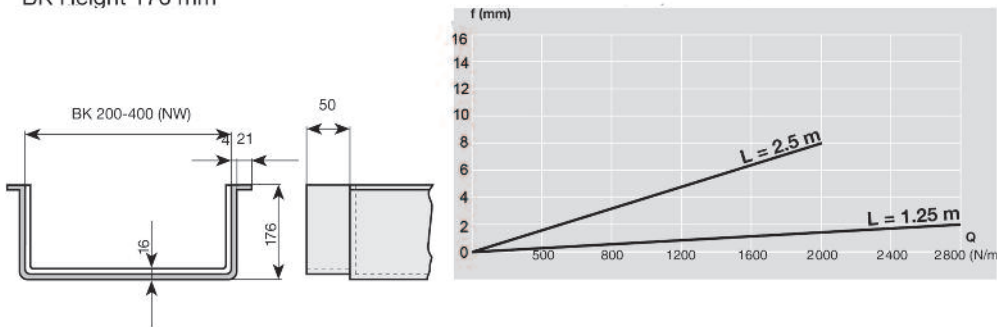 BK Height 176 mm
BK 200-400 (NW)
4 21
50
176
16
f (mm)
16
14
12
10
8
6
4
2
0
L = 2.5 m
L = 1.25 m
Q
500 800 1200 1600 2000 2400 2800 (N/m